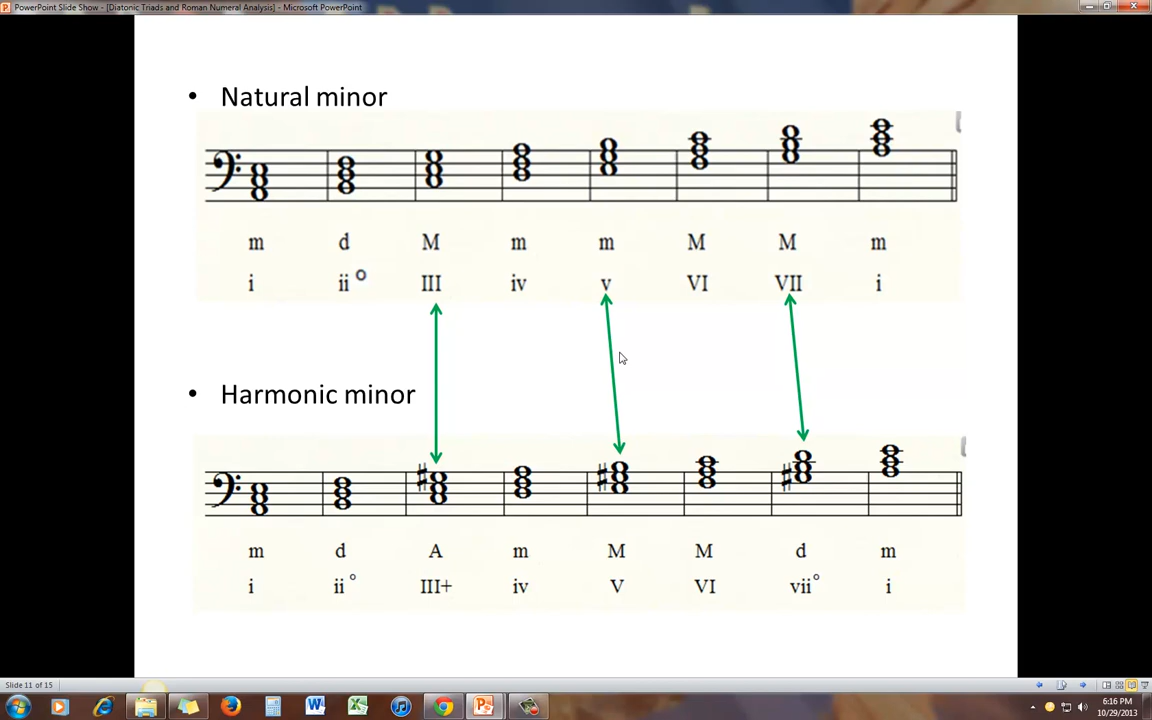 PowerPoint Slide Show - [Diatonic Triads and Roman Numeral Analysis] - Microsoft PowerPoint
• Natural minor
m d M m m M M m
i ii° III iv v VI VII i
• Harmonic minor
m d A m M M d m
i ii° III+ iv V VI vii° i
Slide 11 of 15
6:16 PM
10/29/2013